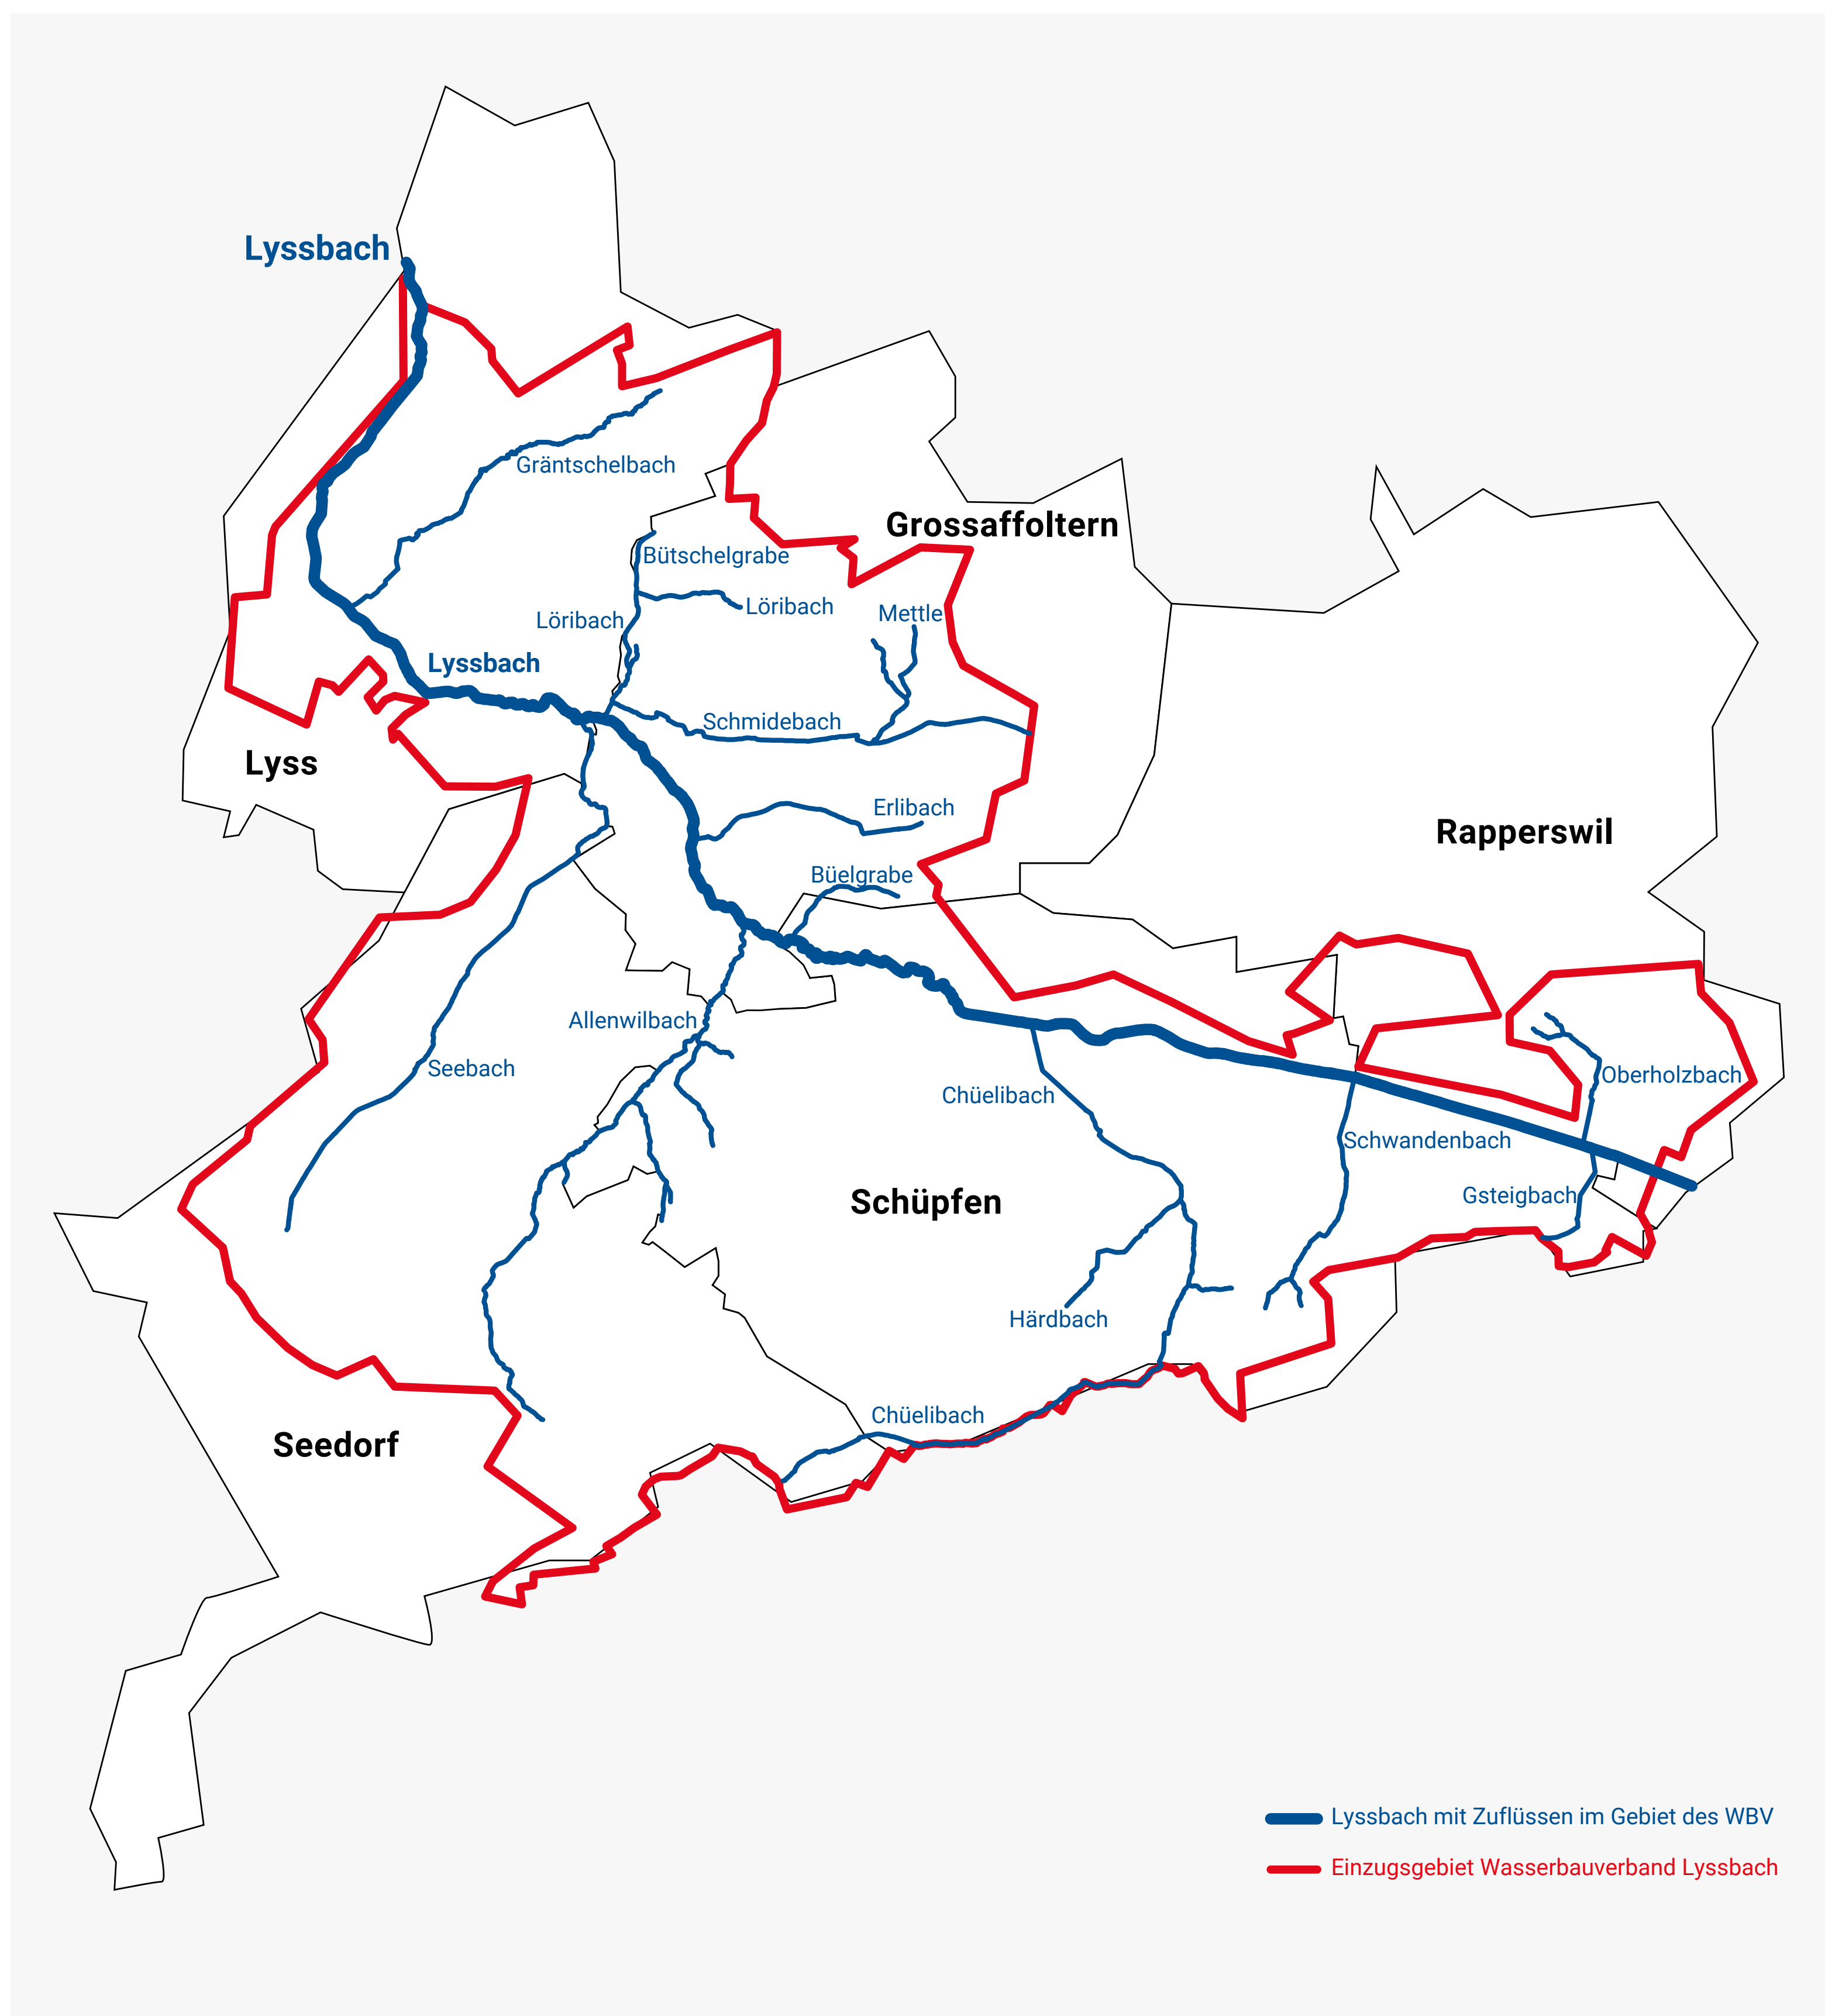 Lyssbach
Gräntschelbach
Grossaffoltern
Bütschelgrabe
Löribach
Mettle
Löribach
Lyssbach
Schmidebach
Lyss
Erlibach
Rapperswil
Büelgrabe
Allenwilbach
Seebach
Oberholzbach
Chüelibach
Schwandenbach
Gsteigbach
Schüpfen
Härdbach
Chüelibach
Seedorf
Lyssbach mit Zuflüssen im Gebiet des WBV
Einzugsgebiet Wasserbauverband Lyssbach